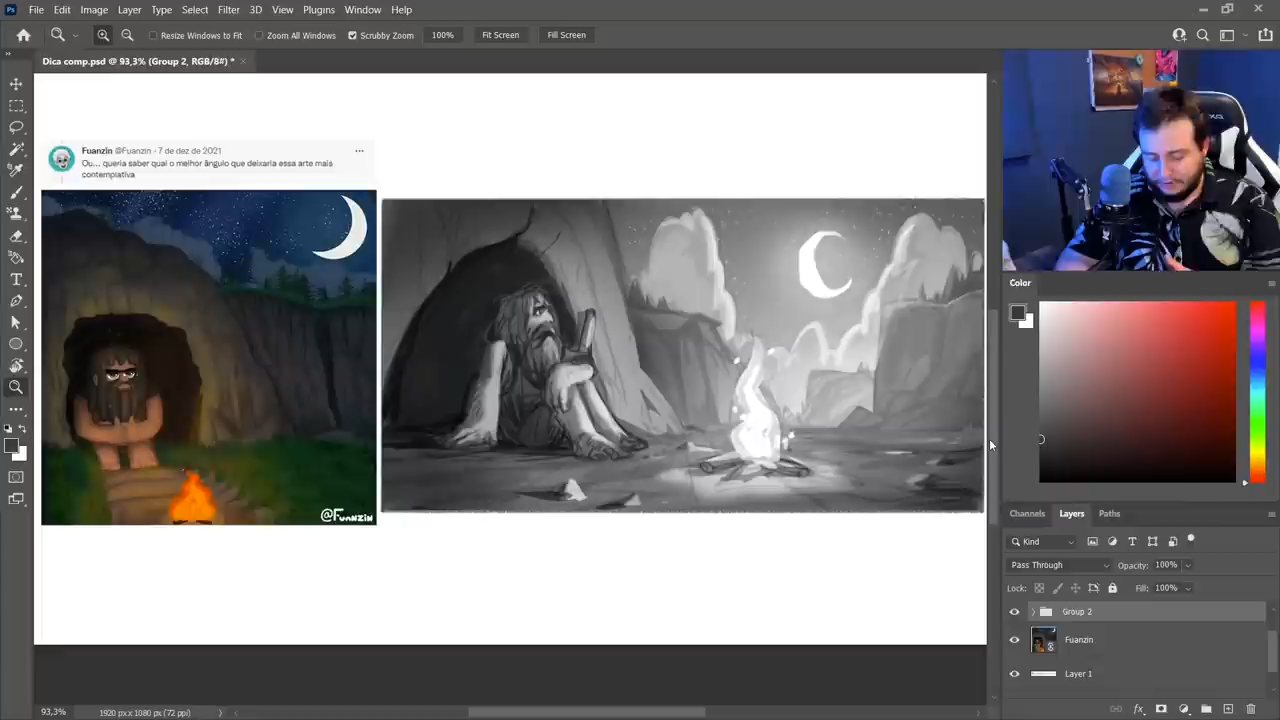 File Edit Image Layer Type Select Filter 3D View Plugins Window Help
Resize Windows to Fit Zoom All Windows Scrubby Zoom 100% Fit Screen Fill Screen
Dica comp.psd @ 93,3% (Group 2, RGB/8#) *
Fuanzin @Fuanzin · 7 de dez de 2021
Ou... queria saber qual o melhor ângulo que deixaria essa arte mais
contemplativa
@Fuanzin
Color
Channels Layers Paths
Kind
Pass Through Opacity: 100%
Lock: Fill: 100%
Group 2
Fuanzin
Layer 1
93,3% 1920 px x 1080 px (72 ppi)